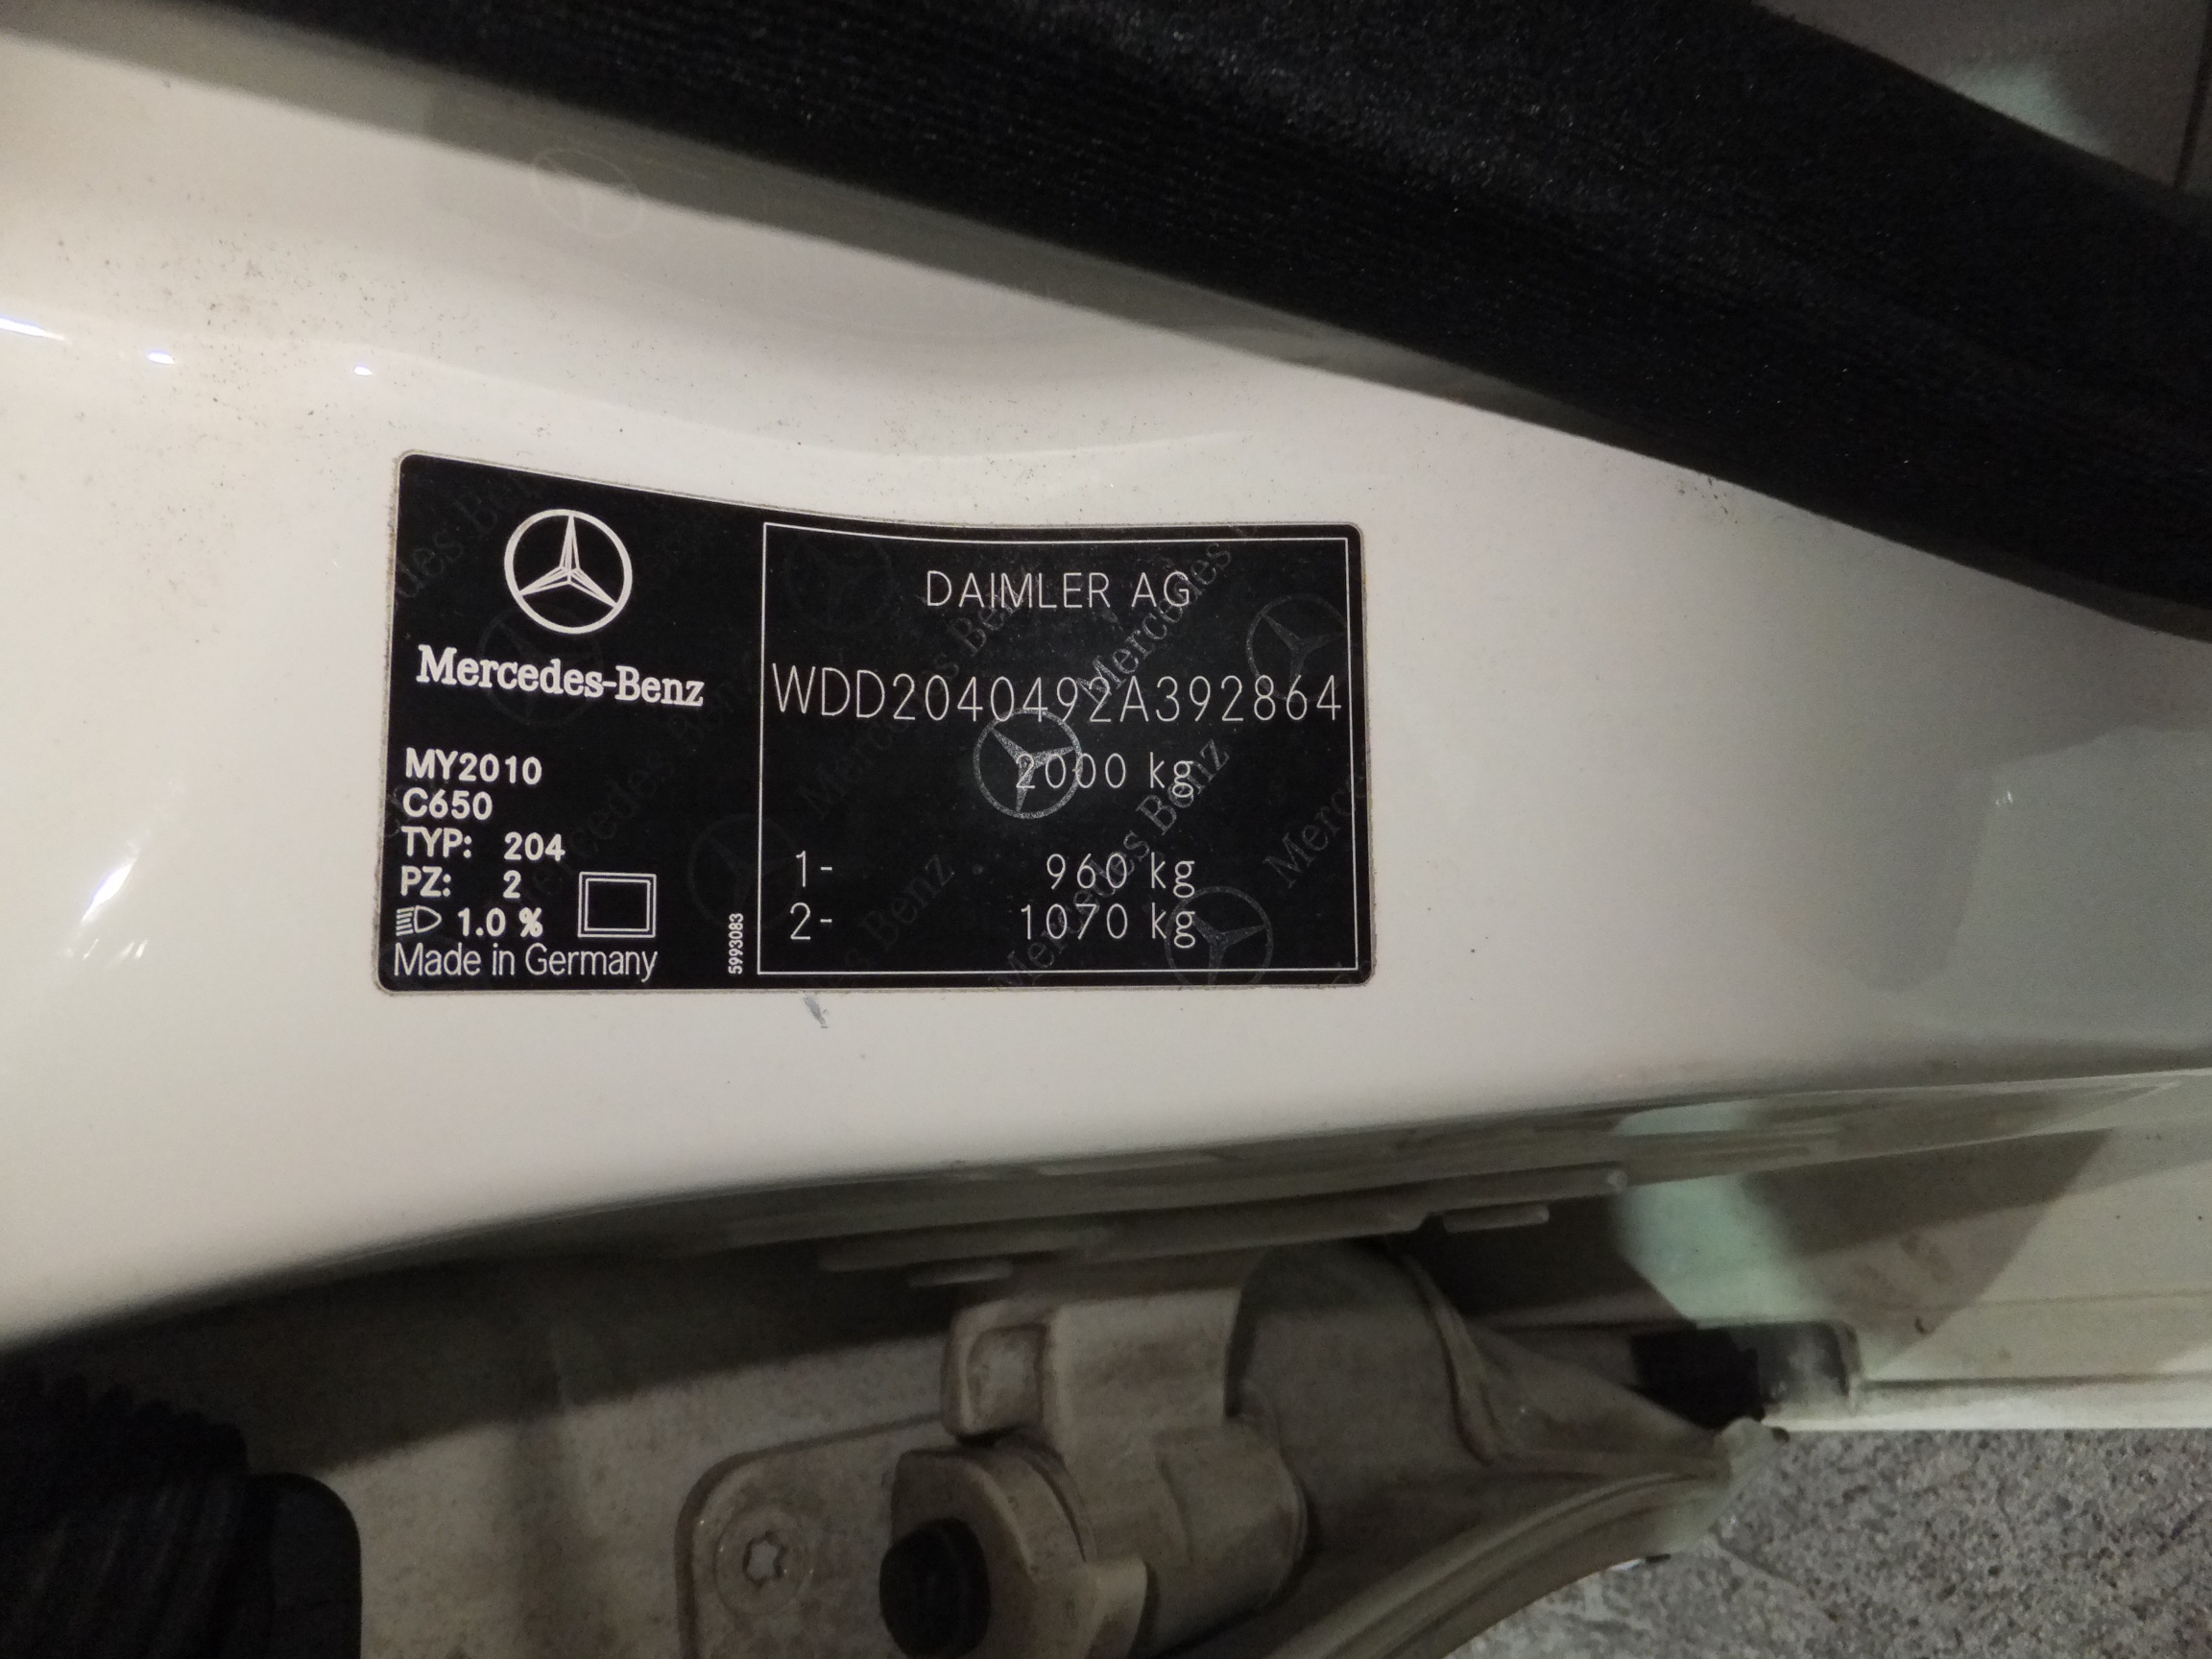 Mercedes-Benz
MY2010
C650
TYP: 204
PZ: 2
1.0 %
Made in Germany
5993083
DAIMLER AG
WDD2040492A392864
2000 kg
1- 960 kg
2- 1070 kg